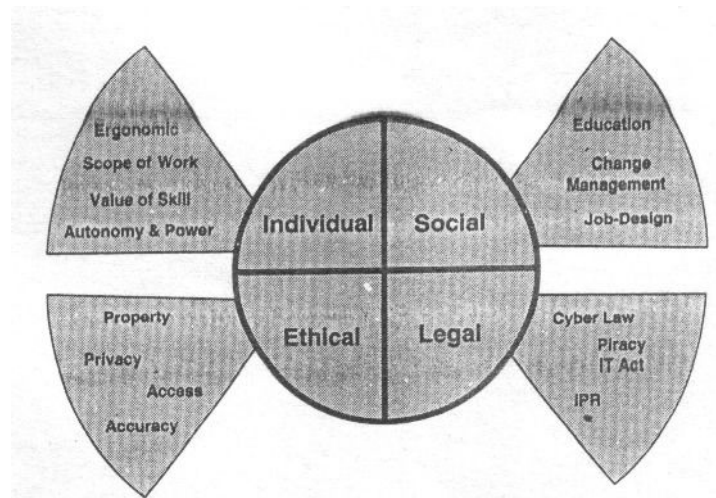 Ergonomic
Scope of Work
Value of Skill
Autonomy & Power
Individual
Social
Education
Change
Management
Job-Design
Property
Privacy
Access
Accuracy
Ethical
Legal
Cyber Law
Piracy
IT Act
IPR